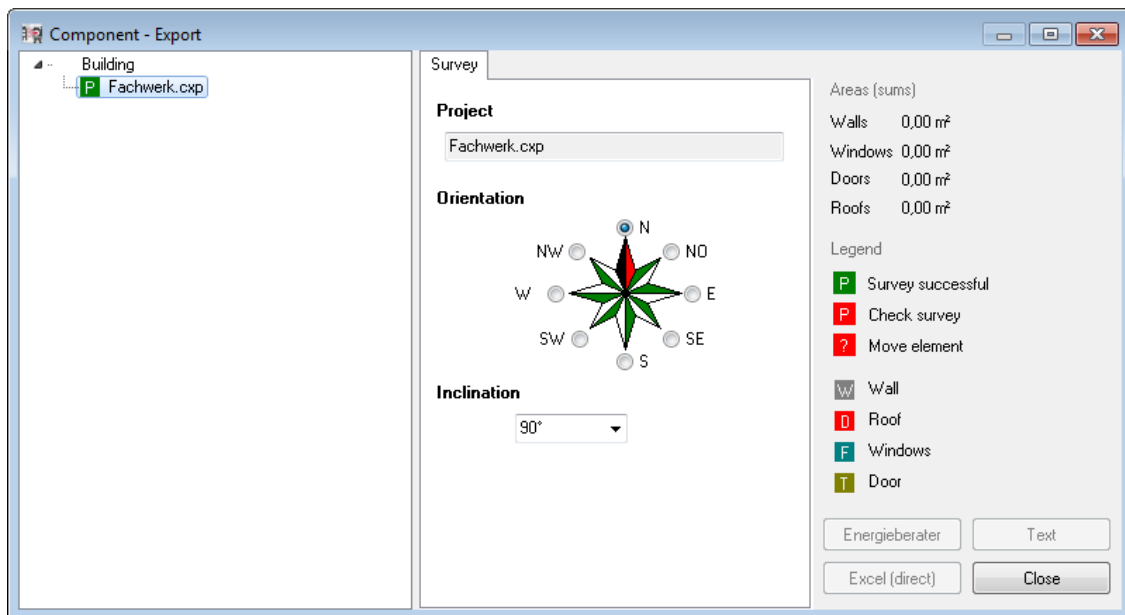 Component - Export
Building
P Fachwerk.cxp
Survey
Project
Fachwerk.cxp
Orientation
N
NW
NO
W
E
SW
SE
S
Inclination
90°
Areas (sums)
Walls 0,00 m²
Windows 0,00 m²
Doors 0,00 m²
Roofs 0,00 m²
Legend
P Survey successful
P Check survey
? Move element
W Wall
D Roof
F Windows
T Door
Energieberater
Text
Excel (direct)
Close